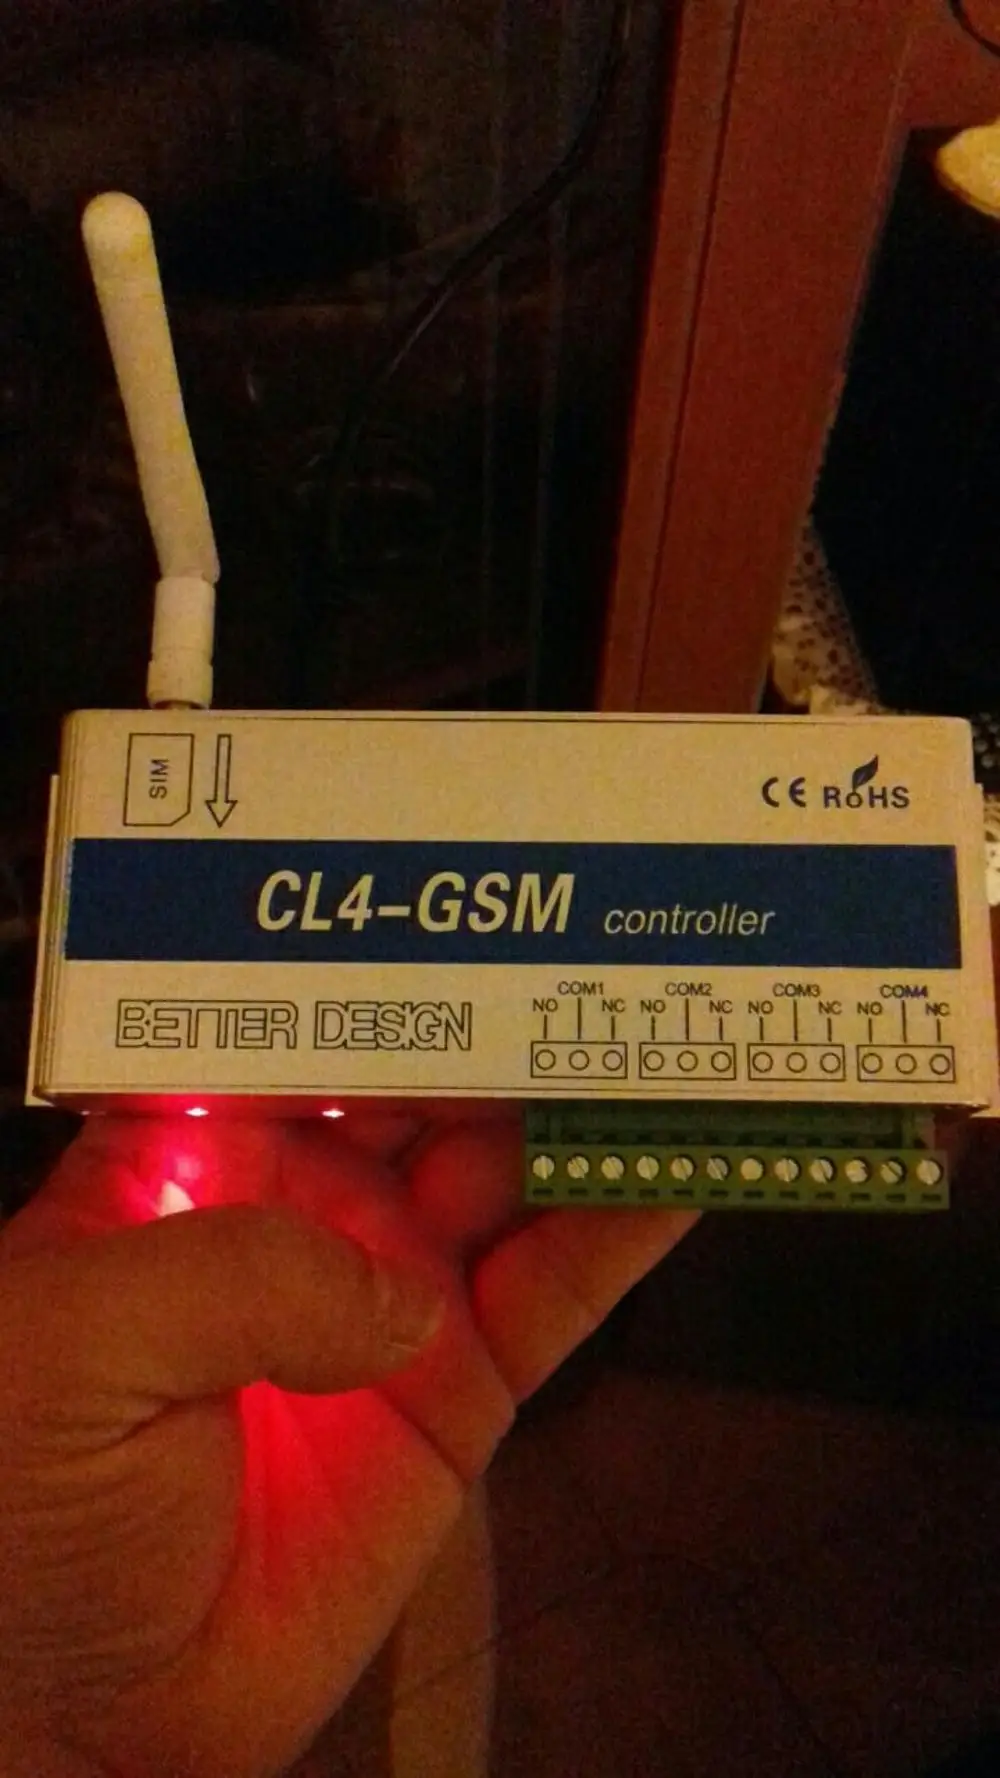 SIM
CE RoHS
CL4-GSM controller
BETTER DESIGN
COM1 COM2 COM3 COM4
NO NC NO NC NO NC NO NC